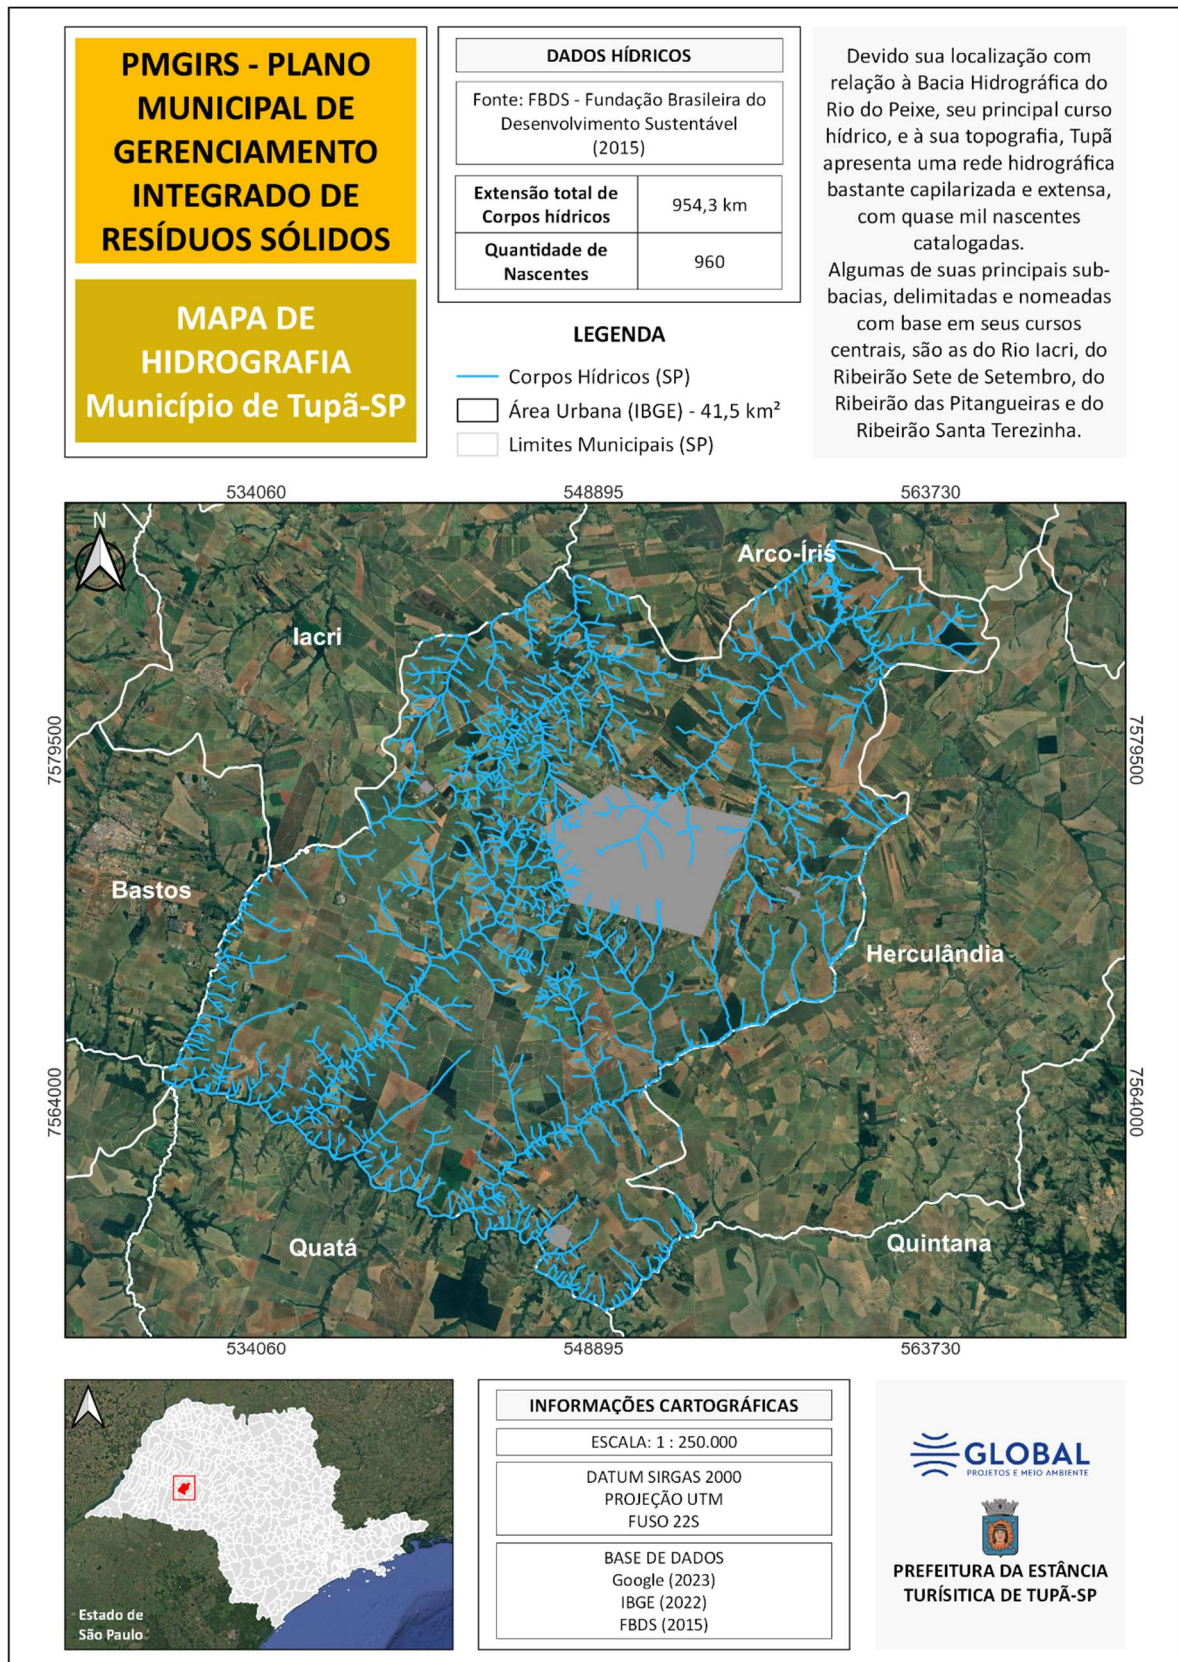 PMGIRS - PLANO
MUNICIPAL DE
GERENCIAMENTO
INTEGRADO DE
RESÍDUOS SÓLIDOS
MAPA DE
HIDROGRAFIA
Município de Tupã-SP
DADOS HÍDRICOS
Fonte: FBDS - Fundação Brasileira do
Desenvolvimento Sustentável
(2015)
Extensão total de
Corpos hídricos
954,3 km
Quantidade de
Nascentes
960
LEGENDA
Corpos Hídricos (SP)
Área Urbana (IBGE) - 41,5 km²
Limites Municipais (SP)
Devido sua localização com
relação à Bacia Hidrográfica do
Rio do Peixe, seu principal curso
hídrico, e à sua topografia, Tupã
apresenta uma rede hidrográfica
bastante capilarizada e extensa,
com quase mil nascentes
catalogadas.
Algumas de suas principais sub-
bacias, delimitadas e nomeadas
com base em seus cursos
centrais, são as do Rio Iacri, do
Ribeirão Sete de Setembro, do
Ribeirão das Pitangueiras e do
Ribeirão Santa Terezinha.
534060
548895
563730
N
Arco-Íris
Iacri
7579500
7579500
Bastos
Herculândia
7564000
7564000
Quatá
Quintana
534060
548895
563730
Estado de
São Paulo
INFORMAÇÕES CARTOGRÁFICAS
ESCALA: 1 : 250.000
DATUM SIRGAS 2000
PROJEÇÃO UTM
FUSO 22S
BASE DE DADOS
Google (2023)
IBGE (2022)
FBDS (2015)
GLOBAL
PROJETOS E MEIO AMBIENTE
PREFEITURA DA ESTÂNCIA
TURÍSITICA DE TUPÃ-SP